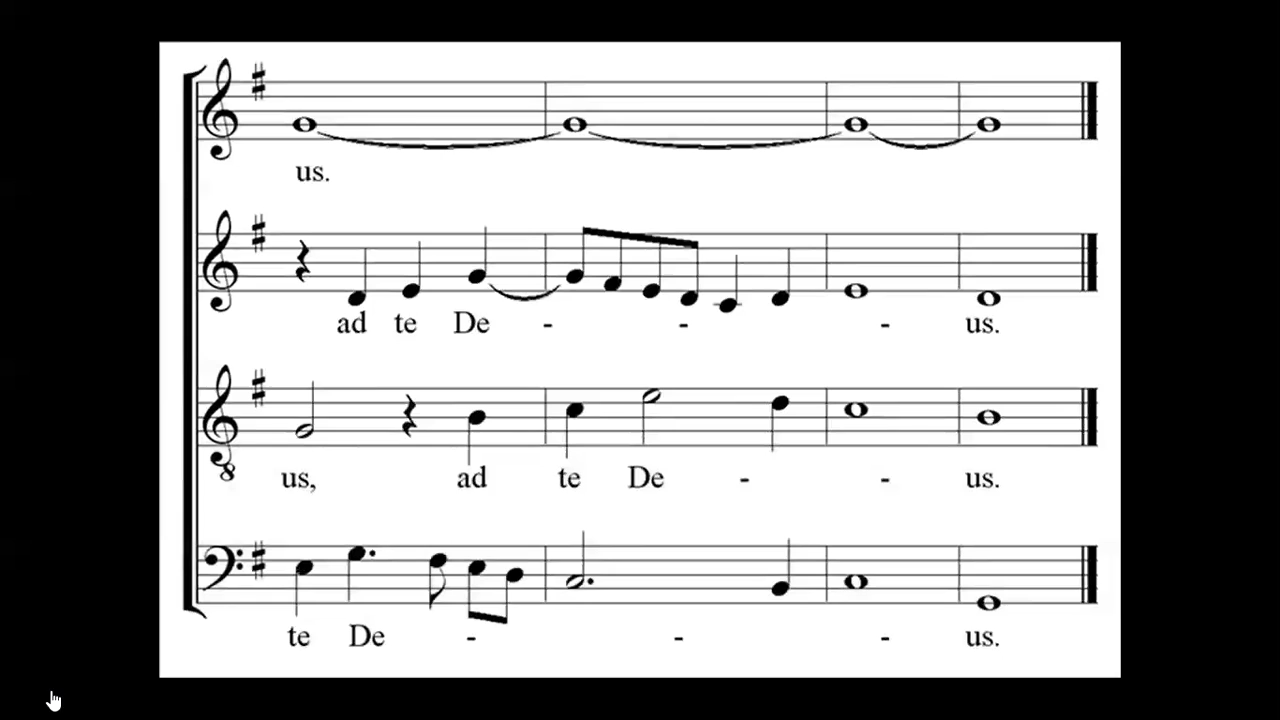 us.
ad te De - - - us.
us, ad te De - - us.
te De - - - us.